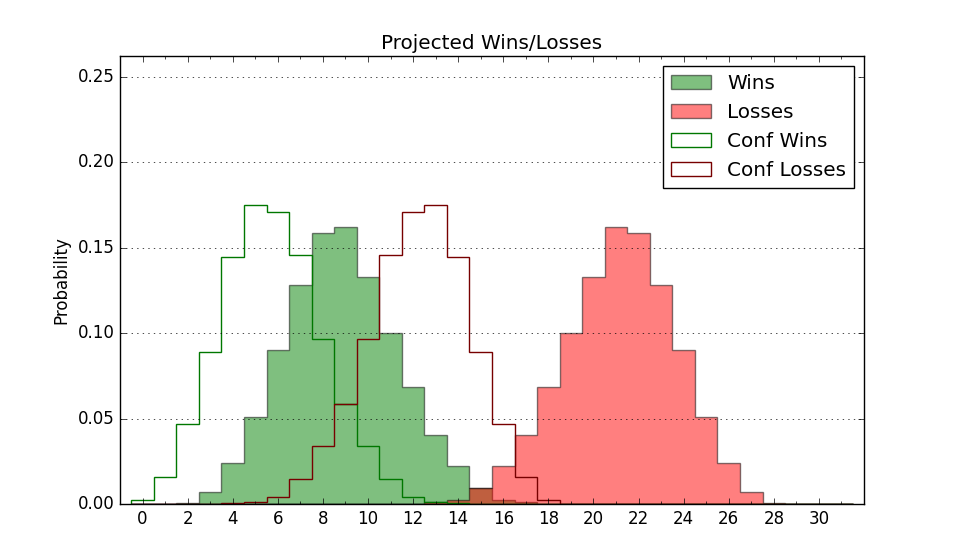 Projected Wins/Losses
0.25
0.20
0.15
0.10
0.05
0.00
Probability
Wins
Losses
Conf Wins
Conf Losses
0 2 4 6 8 10 12 14 16 18 20 22 24 26 28 30